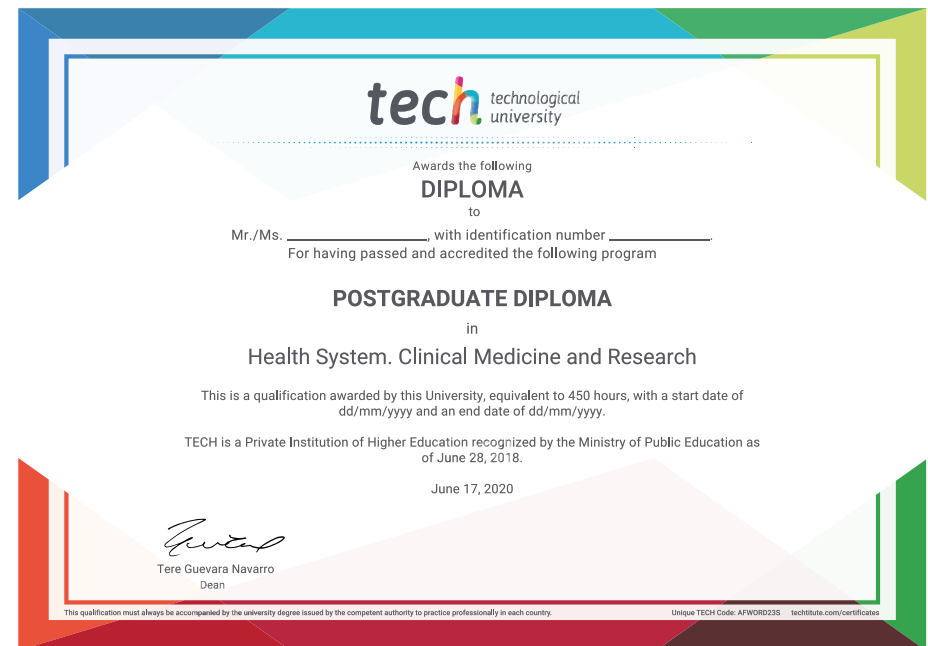 tech technological
university
Awards the following
DIPLOMA
to
Mr./Ms. ____________________, with identification number ______________.
For having passed and accredited the following program
POSTGRADUATE DIPLOMA
in
Health System. Clinical Medicine and Research
This is a qualification awarded by this University, equivalent to 450 hours, with a start date of
dd/mm/yyyy and an end date of dd/mm/yyyy.
TECH is a Private Institution of Higher Education recognized by the Ministry of Public Education as
of June 28, 2018.
June 17, 2020
Tere Guevara Navarro
Dean
This qualification must always be accompanied by the university degree issued by the competent authority to practice professionally in each country. Unique TECH Code: AFWORD23S techtitute.com/certificates